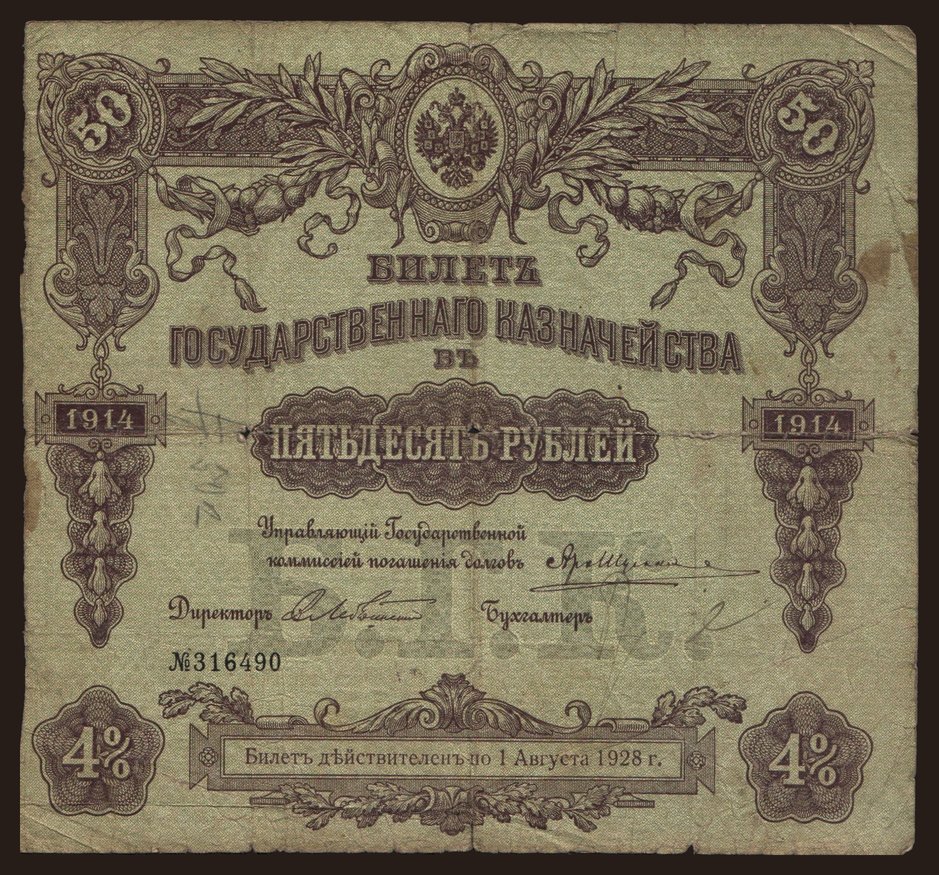 50 50
БИЛЕТЪ
ГОСУДАРСТВЕННАГО КАЗНАЧЕЙСТВА
ВЪ
1914 1914
ПЯТЬДЕСЯТЪ РУБЛЕЙ
Управляющій Государственной
коммиссіей погашенія долговъ
Б.Г.К.
Директоръ Бухгалтеръ
№316490
4% 4%
Билетъ дѣйствителенъ по 1 Августа 1928 г.